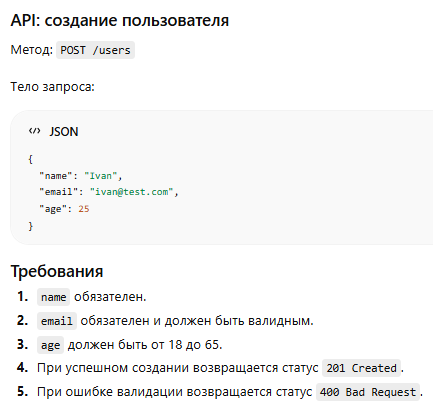 API: создание пользователя
Метод: POST /users
Тело запроса:
</> JSON
{
"name": "Ivan",
"email": "ivan@test.com",
"age": 25
}
Требования
1. name обязателен.
2. email обязателен и должен быть валидным.
3. age должен быть от 18 до 65.
4. При успешном создании возвращается статус 201 Created.
5. При ошибке валидации возвращается статус 400 Bad Request.